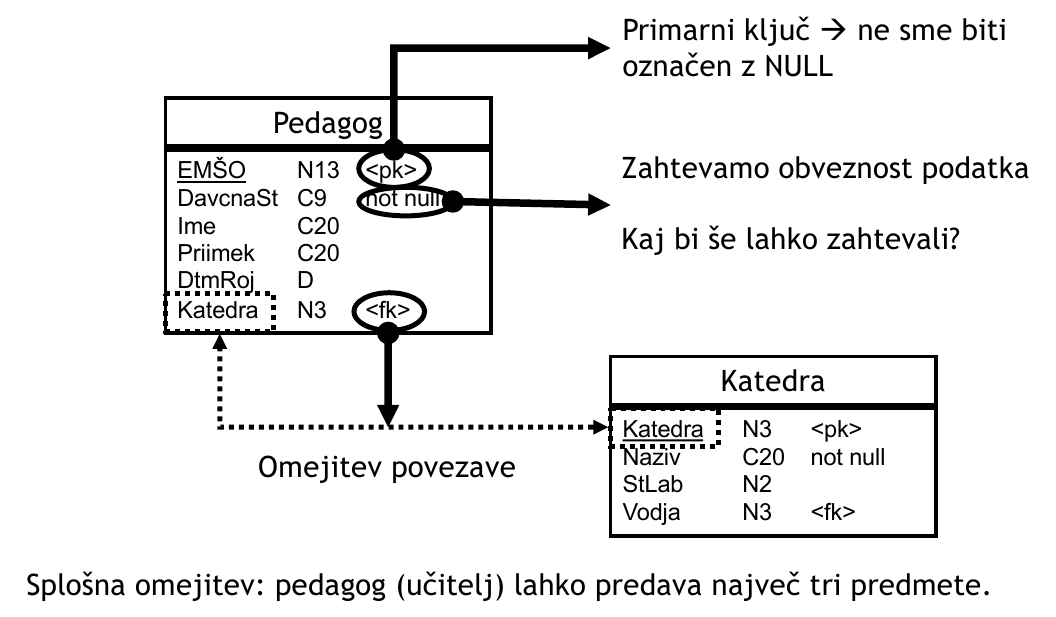 Primarni ključ → ne sme biti
označen z NULL
Pedagog
EMŠO N13 <pk>
DavcnaSt C9 not null
Ime C20
Priimek C20
DtmRoj D
Katedra N3 <fk>
Zahtevamo obveznost podatka
Kaj bi še lahko zahtevali?
Katedra
Katedra N3 <pk>
Naziv C20 not null
StLab N2
Vodja N3 <fk>
Omejitev povezave
Splošna omejitev: pedagog (učitelj) lahko predava največ tri predmete.